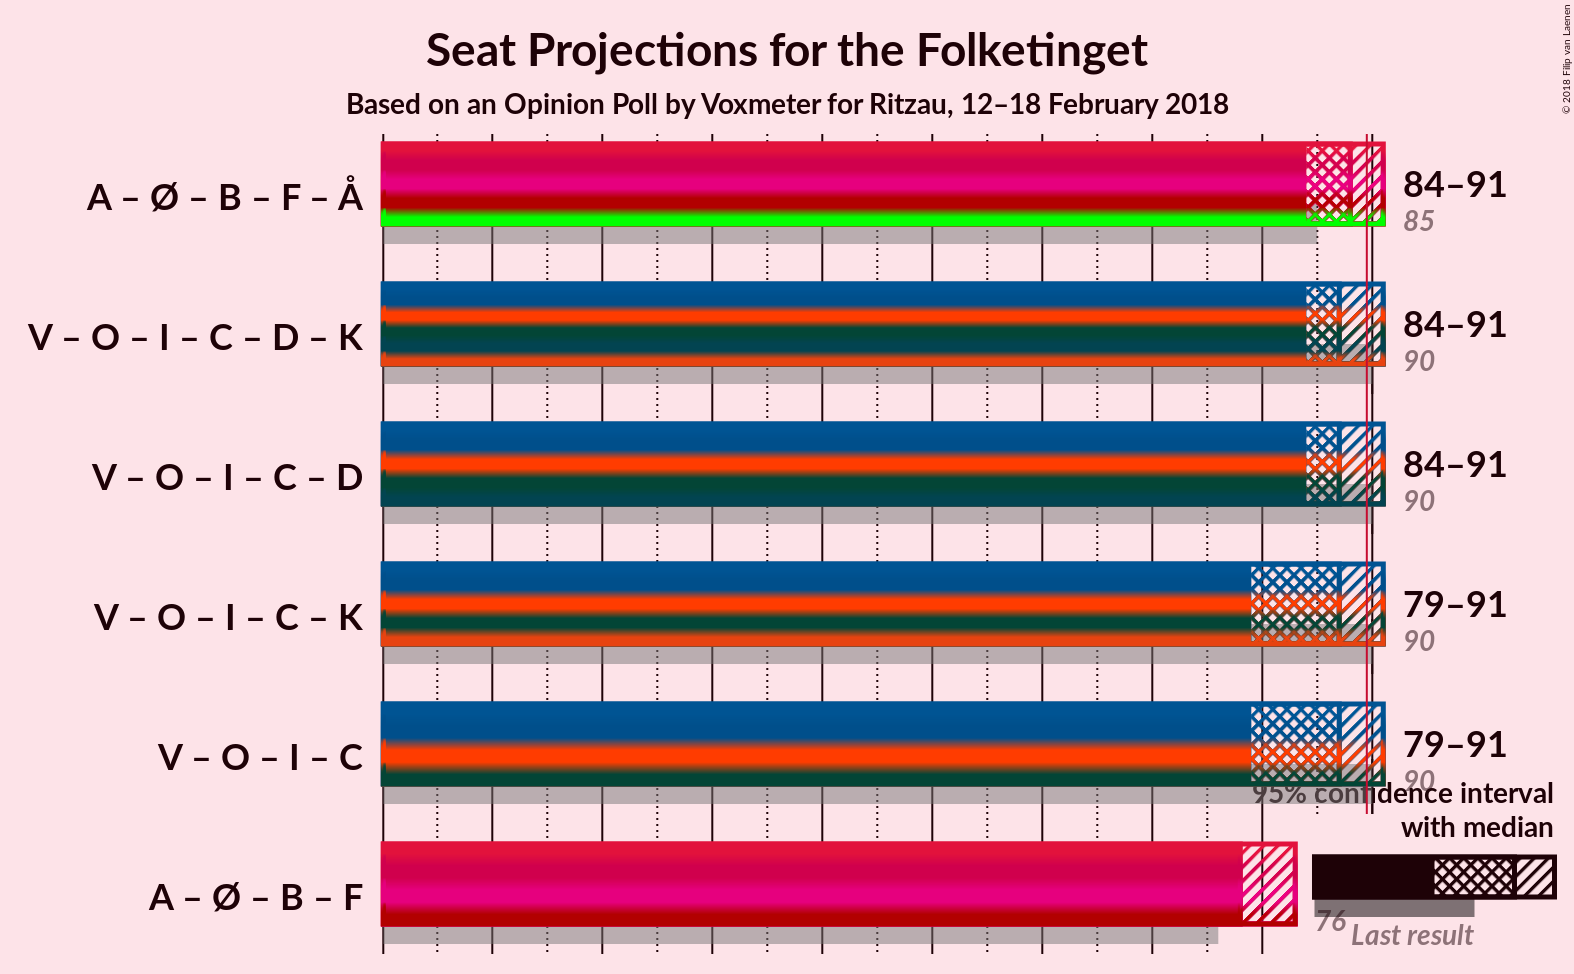 Seat Projections for the Folketinget
Based on an Opinion Poll by Voxmeter for Ritzau, 12–18 February 2018
© 2018 Filip van Laenen
A – Ø – B – F – Å
84–91
85
V – O – I – C – D – K
84–91
90
V – O – I – C – D
84–91
90
V – O – I – C – K
79–91
90
V – O – I – C
79–91
90
95% confidence interval
with median
A – Ø – B – F
76
Last result